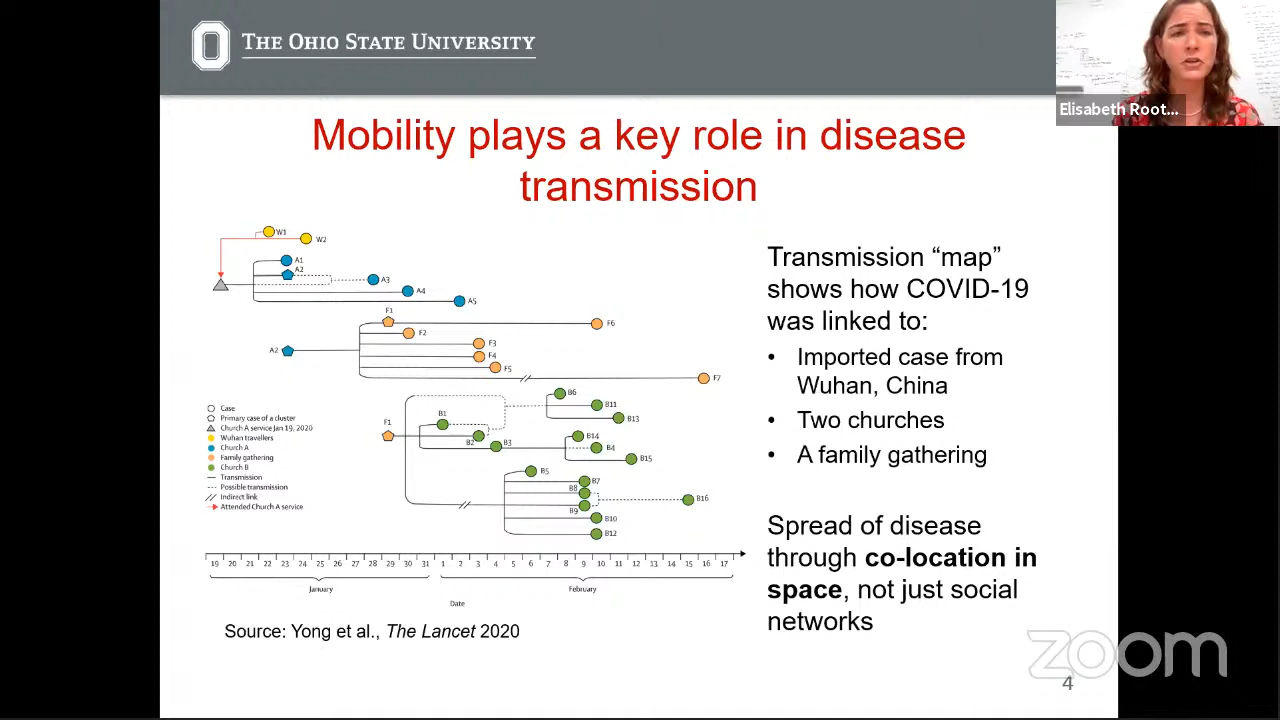 THE OHIO STATE UNIVERSITY
Elisabeth Root...
Mobility plays a key role in disease
transmission
W1
W2
A1
A2
A3
A4
A5
F1
F6
F2
F3
A2
F4
F5
F7
B6
B11
B13
F1
B1
B2
B3
B14
B4
B15
B5
B7
B8
B16
B9
B10
B12
Case
Primary case of a cluster
Church A service Jan 19, 2020
Wuhan travellers
Church A
Family gathering
Church B
Transmission
Possible transmission
Indirect link
Attended Church A service
19 20 21 22 23 24 25 26 27 28 29 30 31 1 2 3 4 5 6 7 8 9 10 11 12 13 14 15 16 17
January
February
Date
Source: Yong et al., The Lancet 2020
Transmission “map”
shows how COVID-19
was linked to:
• Imported case from
Wuhan, China
• Two churches
• A family gathering
Spread of disease
through co-location in
space, not just social
networks
zoom
4